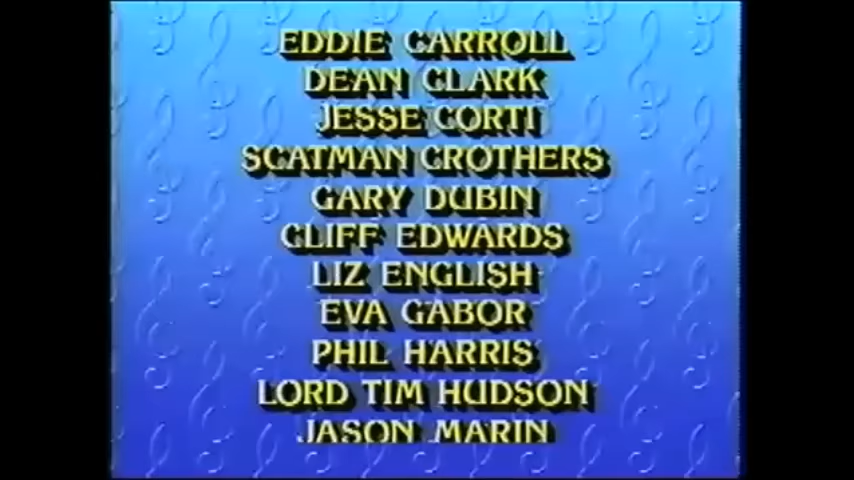 EDDIE CARROLL
DEAN CLARK
JESSE CORTI
SCATMAN CROTHERS
GARY DUBIN
CLIFF EDWARDS
LIZ ENGLISH
EVA GABOR
PHIL HARRIS
LORD TIM HUDSON
JASON MARIN